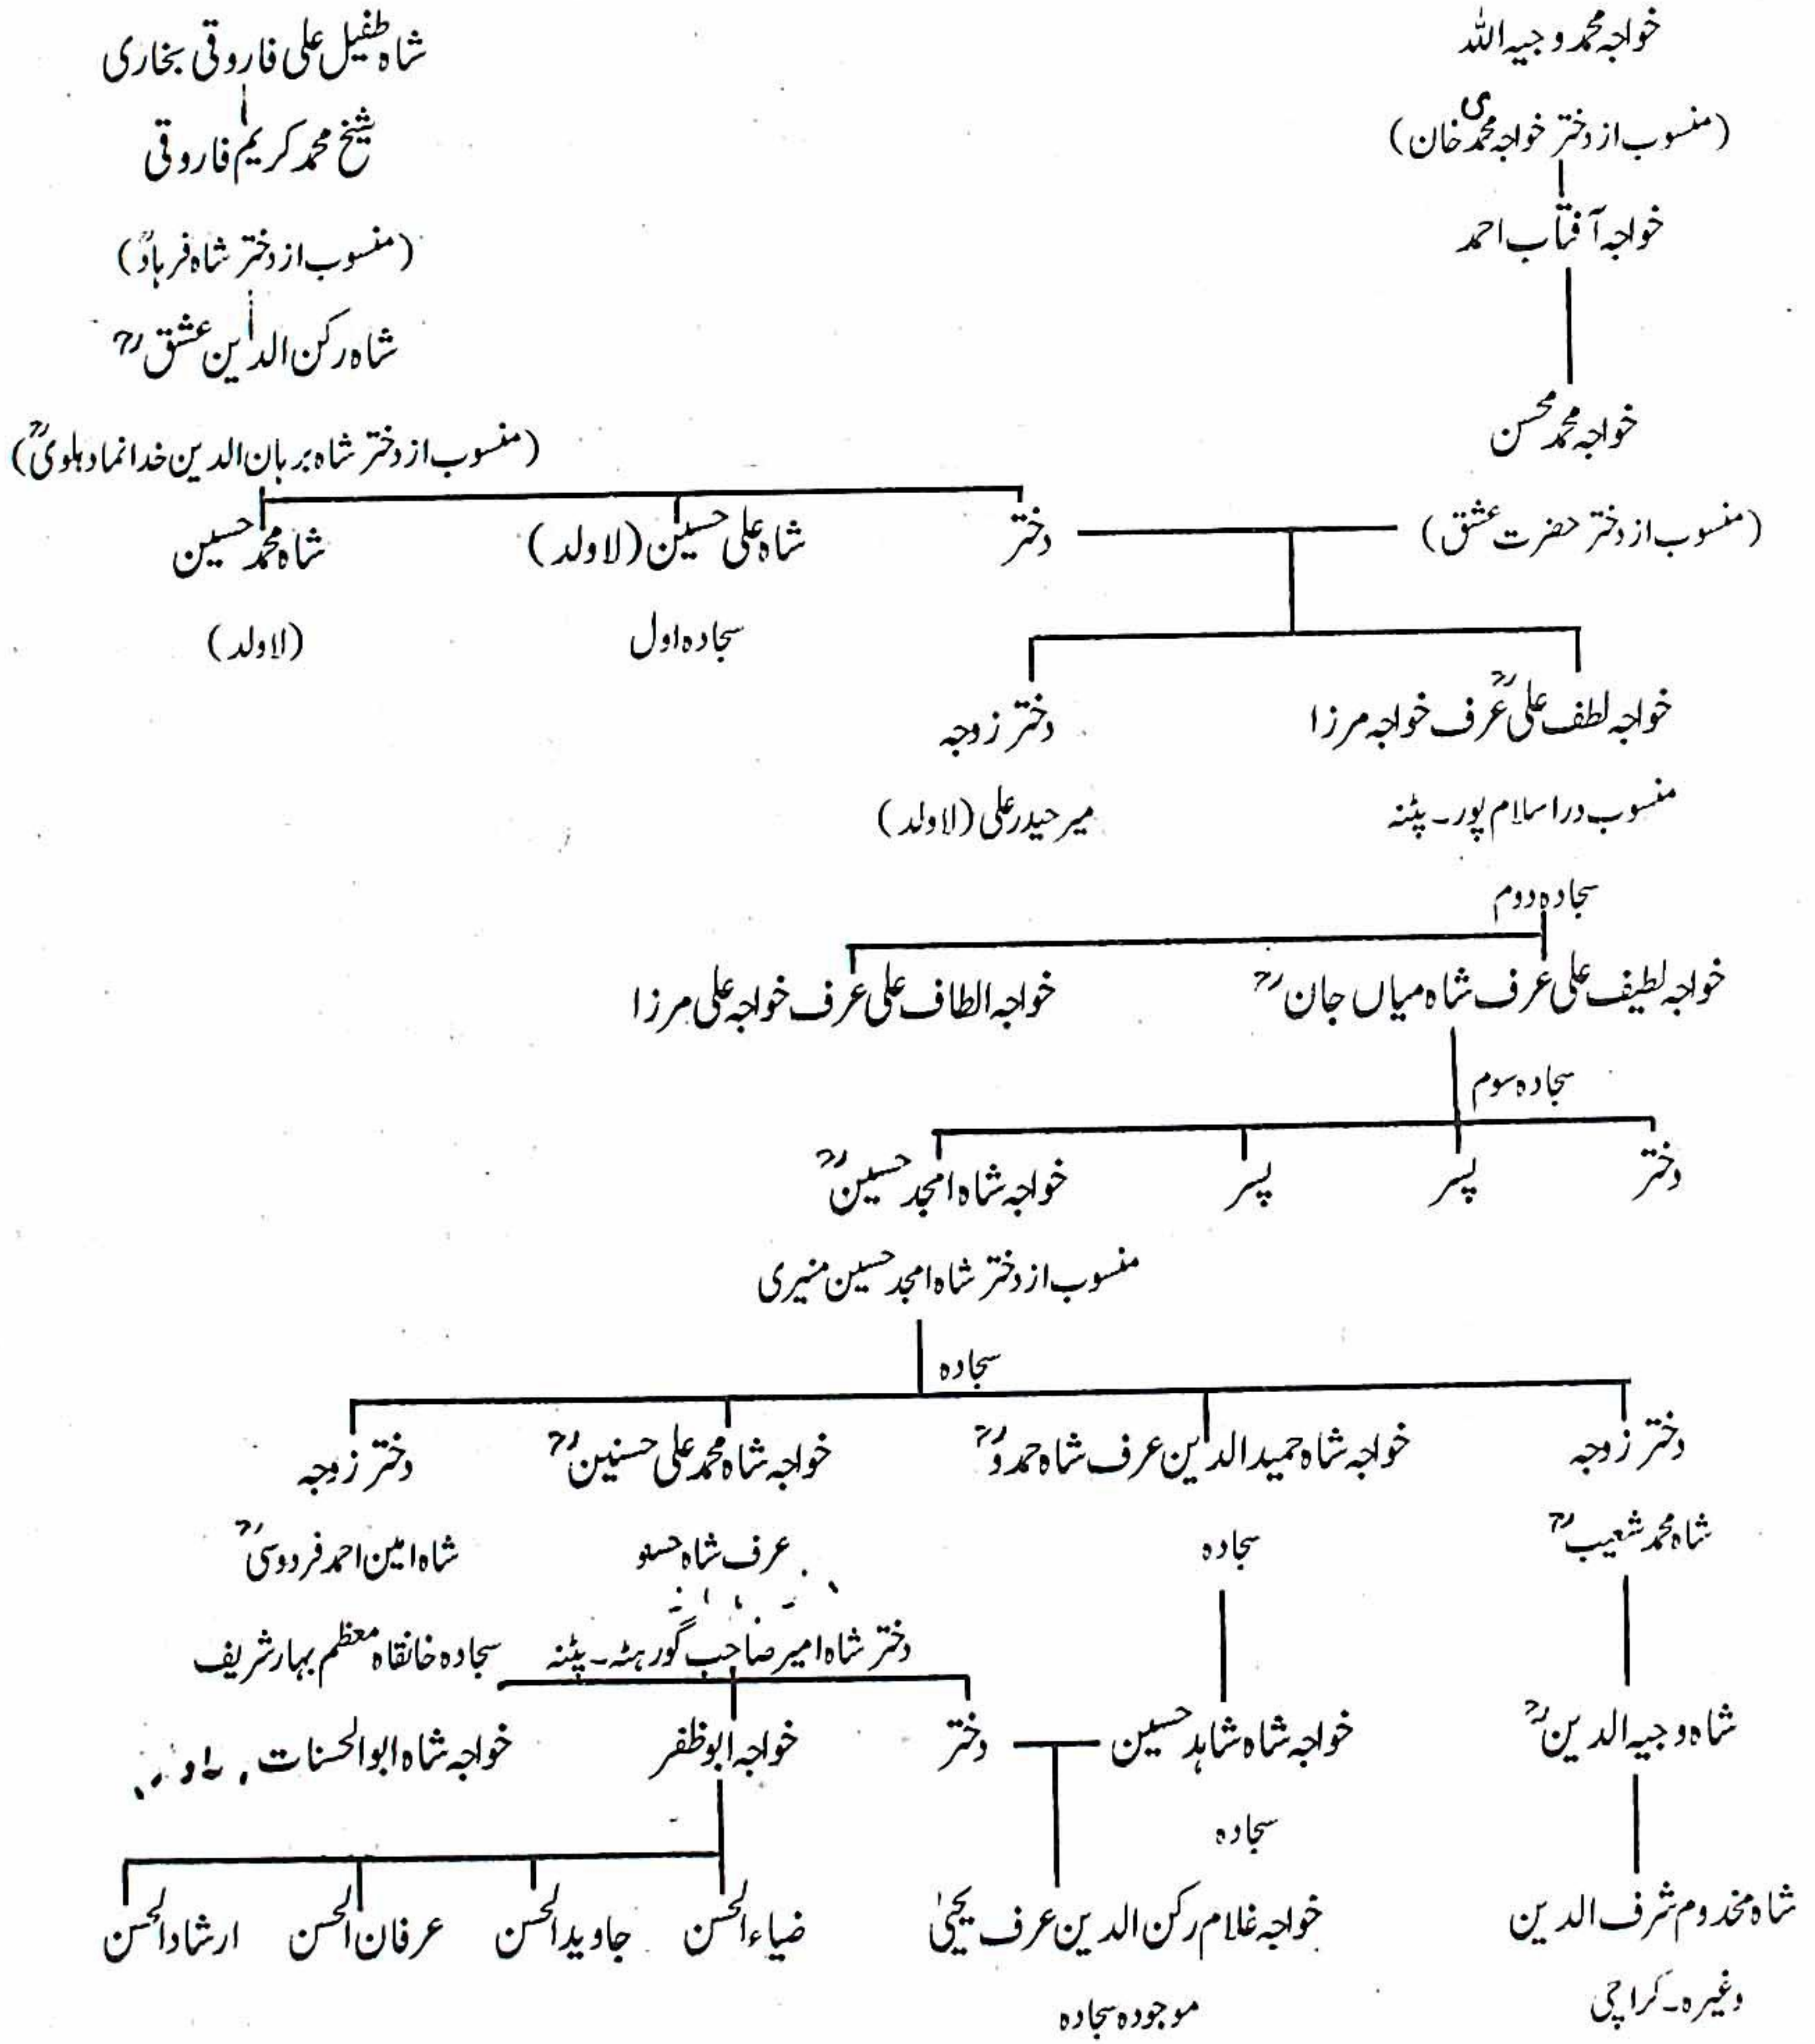 خواجہ محمد وجیہ اللہ
شاہ طفیل علی فاروقی بخاری
(منسوب از دختر خواجہ محمدی خان)
شیخ محمد کریم فاروقی
خواجہ آفتاب احمد
(منسوب از دختر شاہ فرہادؒ)
شاہ رکن الدین عشق رح
خواجہ محمد محسن
(منسوب از دختر شاہ برہان الدین خدانما دہلویؒ)
(منسوب از دختر حضرت عشق)
دختر
شاہ علی حسین (لاولد)
شاہ محمد حسین
سجادہ اول
(لاولد)
خواجہ لطف علیؒ عرف خواجہ مرزا
دختر زوجہ
منسوب در اسلام پور۔ پٹنہ
میر حیدر علی (لاولد)
سجادہ دوم
خواجہ لطیف علی عرف شاہ میاں جان رح
خواجہ الطاف علی عرف خواجہ علی مرزا
سجادہ سوم
دختر
پسر
پسر
خواجہ شاہ امجد حسینؒ
منسوب از دختر شاہ امجد حسین منیری
سجادہ
دختر زوجہ
خواجہ شاہ حمید الدین عرف شاہ حمدوؒ
خواجہ شاہ محمد علی حسنین رح
دختر زوجہ
شاہ محمد شعیب رح
سجادہ
عرف شاہ حسنو
شاہ امین احمد فردوسیؒ
دختر شاہ امیر صاحب گورہٹہ۔ پٹنہ
سجادہ خانقاہ معظم بہار شریف
شاہ وجیہ الدینؒ
خواجہ شاہ شاہد حسین
دختر
خواجہ ابوظفر
خواجہ شاہ ابوالحسنات
سجادہ
شاہ مخدوم شرف الدین
خواجہ غلام رکن الدین عرف یحییٰ
ضیاء الحسن
جاوید الحسن
عرفان الحسن
ارشاد الحسن
وغیرہ۔ کراچی
موجودہ سجادہ